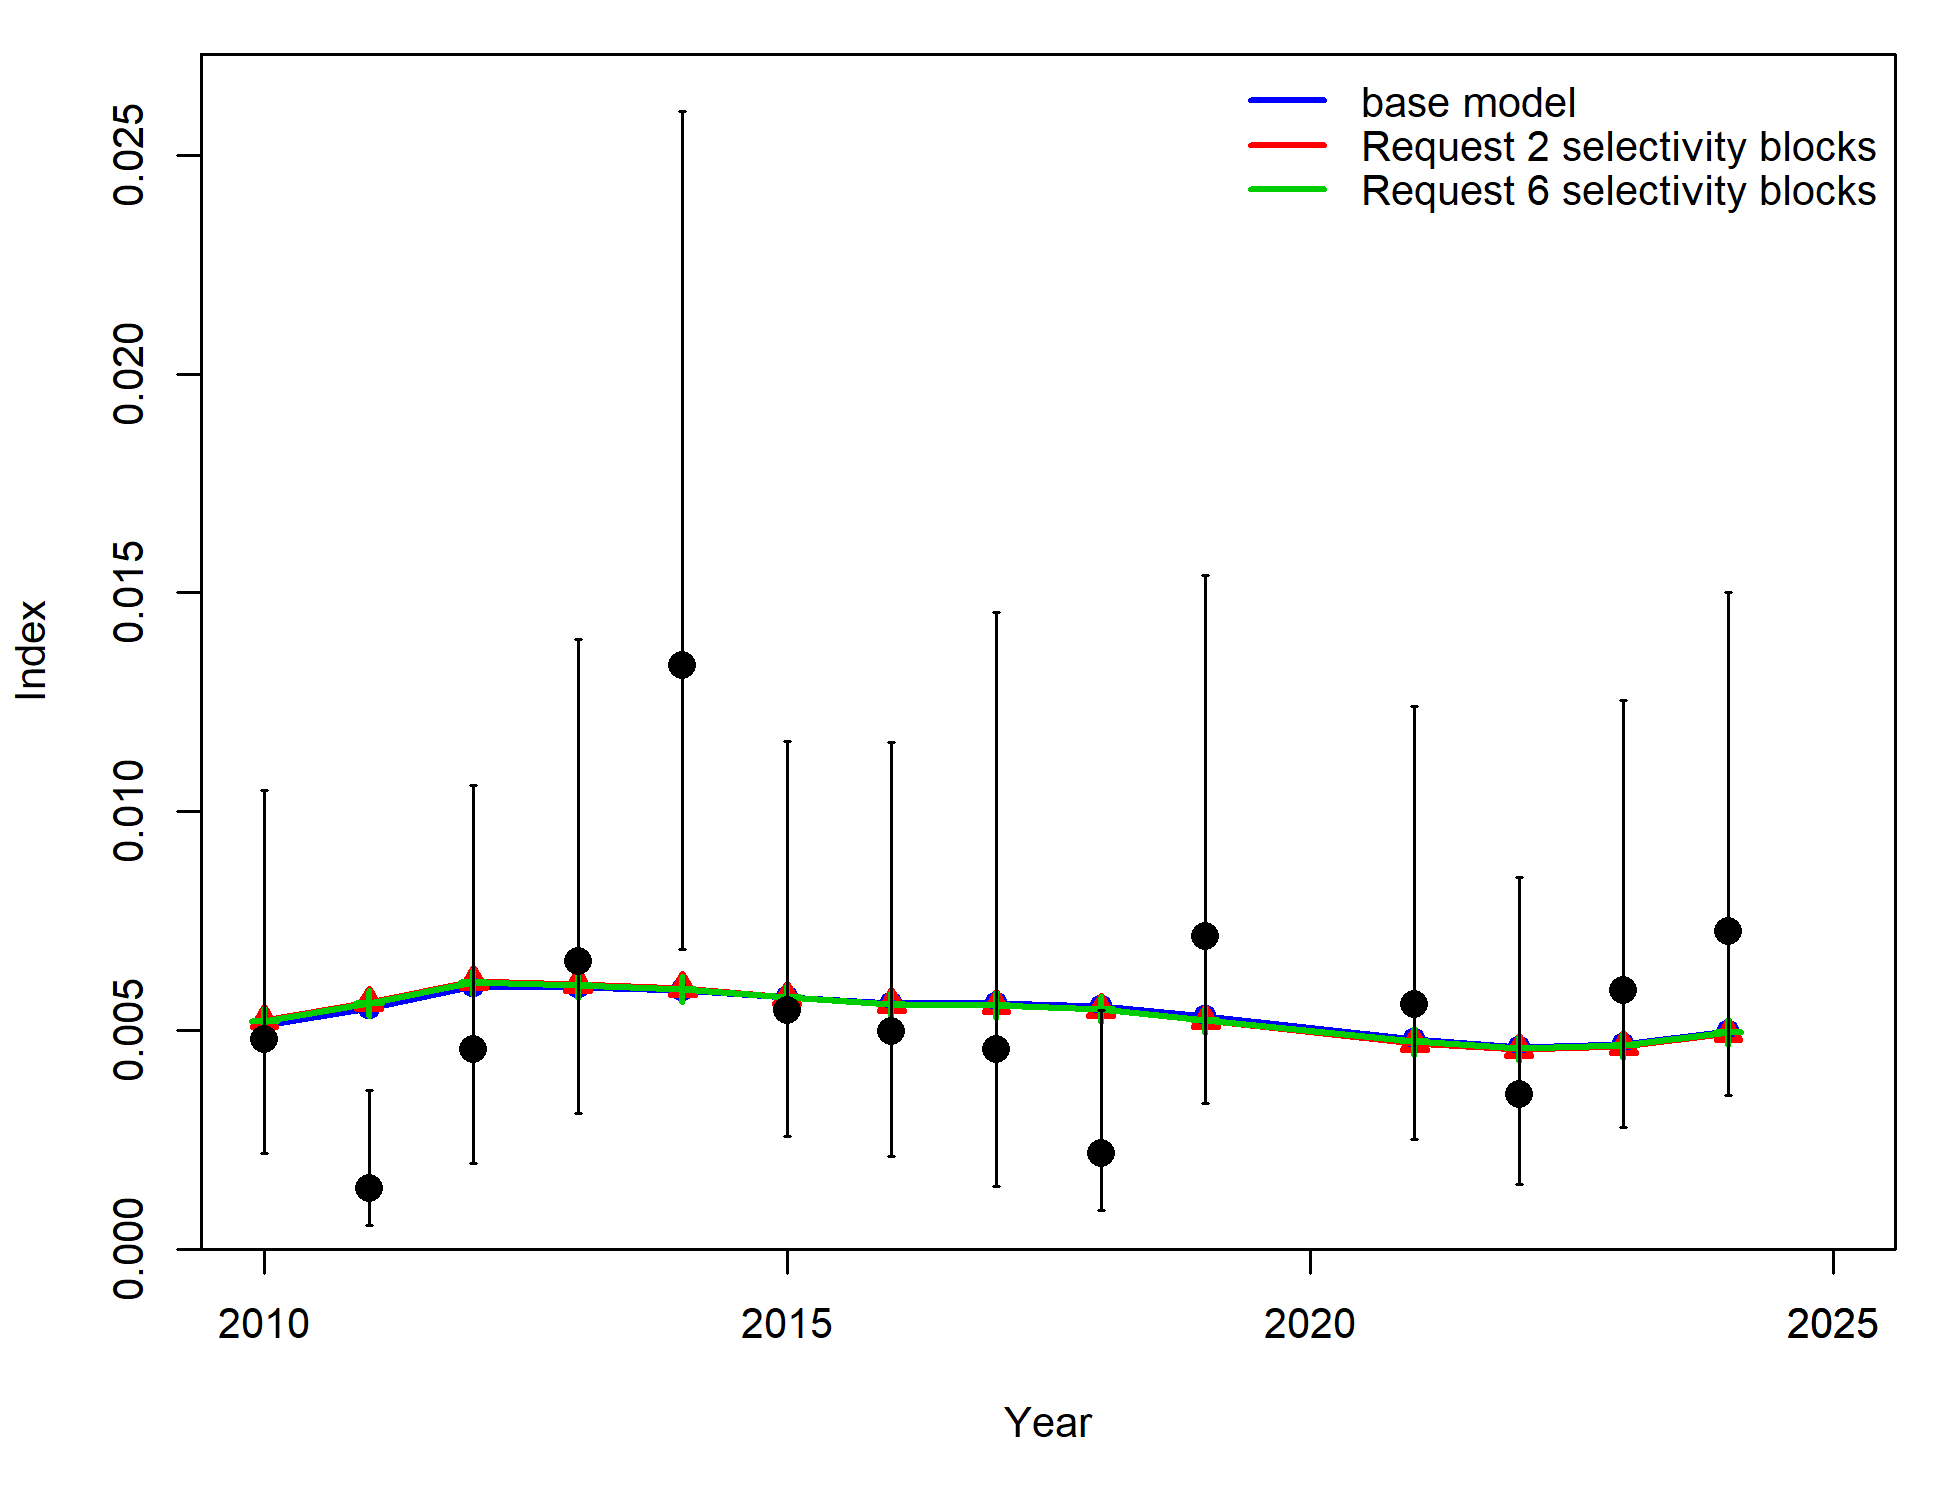 base model
Request 2 selectivity blocks
Request 6 selectivity blocks
0.025
0.020
0.015
0.010
0.005
0.000
Index
2010 2015 2020 2025
Year